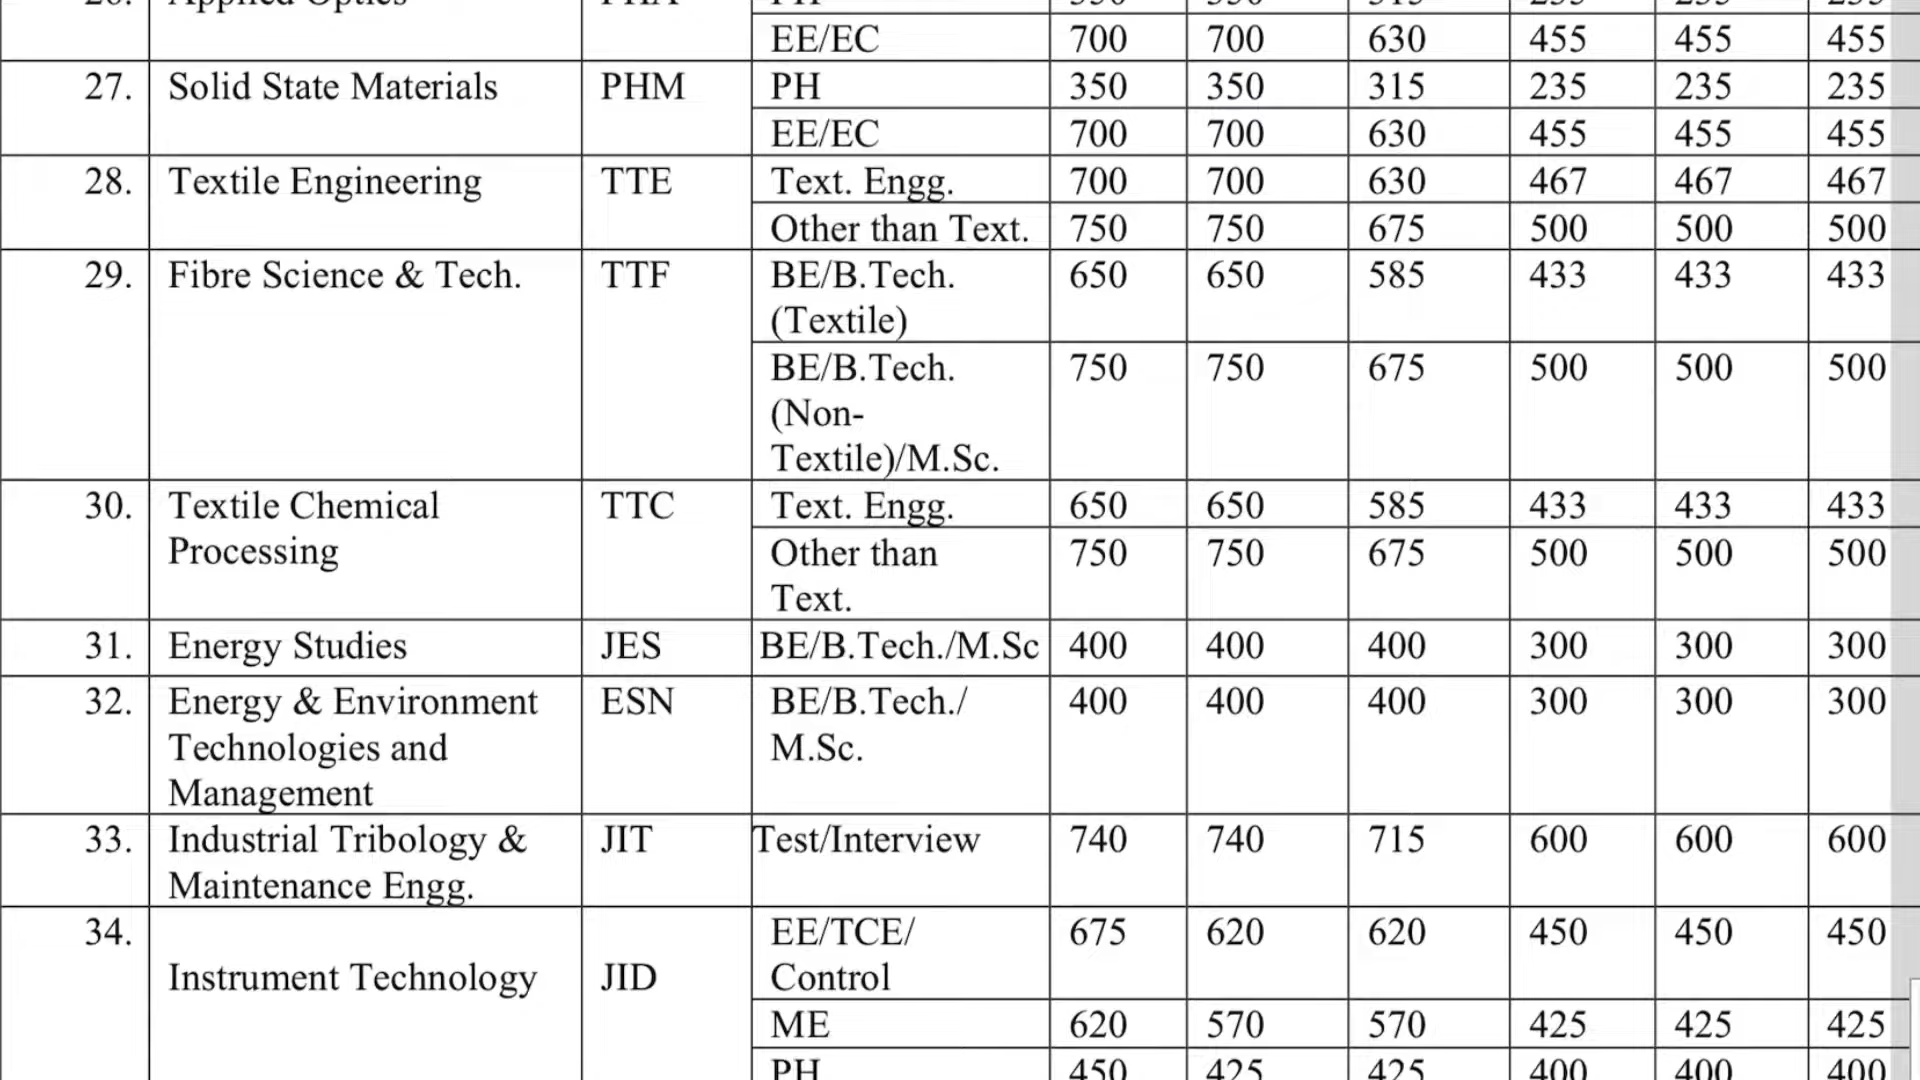 26. Applied Optics PHA PH 350 350 315 235 235 235
EE/EC 700 700 630 455 455 455
27. Solid State Materials PHM PH 350 350 315 235 235 235
EE/EC 700 700 630 455 455 455
28. Textile Engineering TTE Text. Engg. 700 700 630 467 467 467
Other than Text. 750 750 675 500 500 500
29. Fibre Science & Tech. TTF BE/B.Tech. 650 650 585 433 433 433
(Textile)
BE/B.Tech. 750 750 675 500 500 500
(Non-
Textile)/M.Sc.
30. Textile Chemical TTC Text. Engg. 650 650 585 433 433 433
Processing Other than 750 750 675 500 500 500
Text.
31. Energy Studies JES BE/B.Tech./M.Sc 400 400 400 300 300 300
32. Energy & Environment ESN BE/B.Tech./ 400 400 400 300 300 300
Technologies and M.Sc.
Management
33. Industrial Tribology & JIT Test/Interview 740 740 715 600 600 600
Maintenance Engg.
34. EE/TCE/ 675 620 620 450 450 450
Instrument Technology JID Control
ME 620 570 570 425 425 425
PH 450 425 425 400 400 400